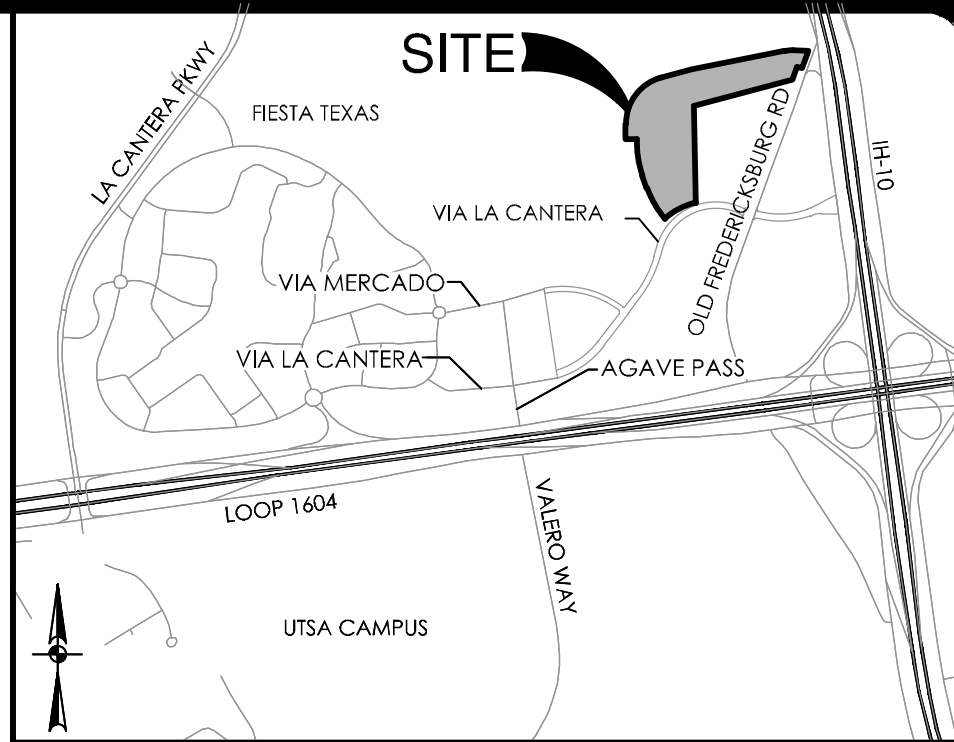 SITE
LA CANTERA PKWY
FIESTA TEXAS
IH-10
OLD FREDERICKSBURG RD
VIA LA CANTERA
VIA MERCADO
VIA LA CANTERA
AGAVE PASS
LOOP 1604
VALERO WAY
UTSA CAMPUS